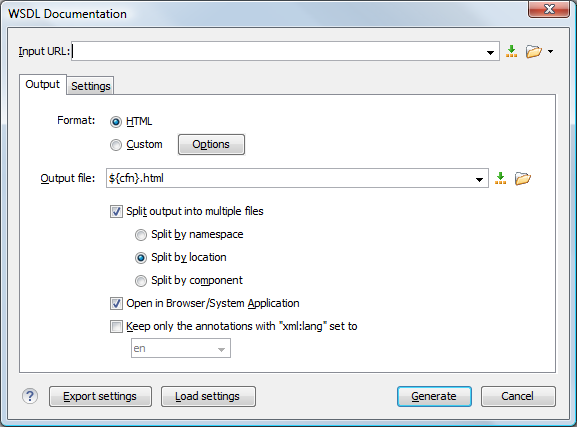 WSDL Documentation
Input URL:
Output Settings
Format: HTML
Custom Options
Output file: ${cfn}.html
Split output into multiple files
Split by namespace
Split by location
Split by component
Open in Browser/System Application
Keep only the annotations with "xml:lang" set to
en
? Export settings Load settings Generate Cancel